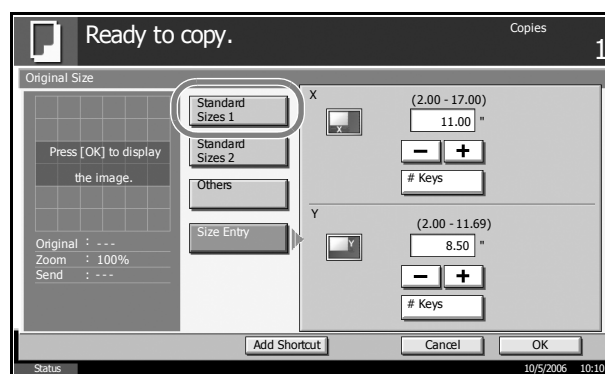 Ready to copy.
Copies
1
Original Size
Press [OK] to display
the image.
Original : ---
Zoom : 100%
Send : ---
Standard
Sizes 1
Standard
Sizes 2
Others
Size Entry
X
(2.00 - 17.00)
11.00 "
X
− +
# Keys
Y
(2.00 - 11.69)
8.50 "
Y
− +
# Keys
Add Shortcut
Cancel
OK
Status
10/5/2006 10:10